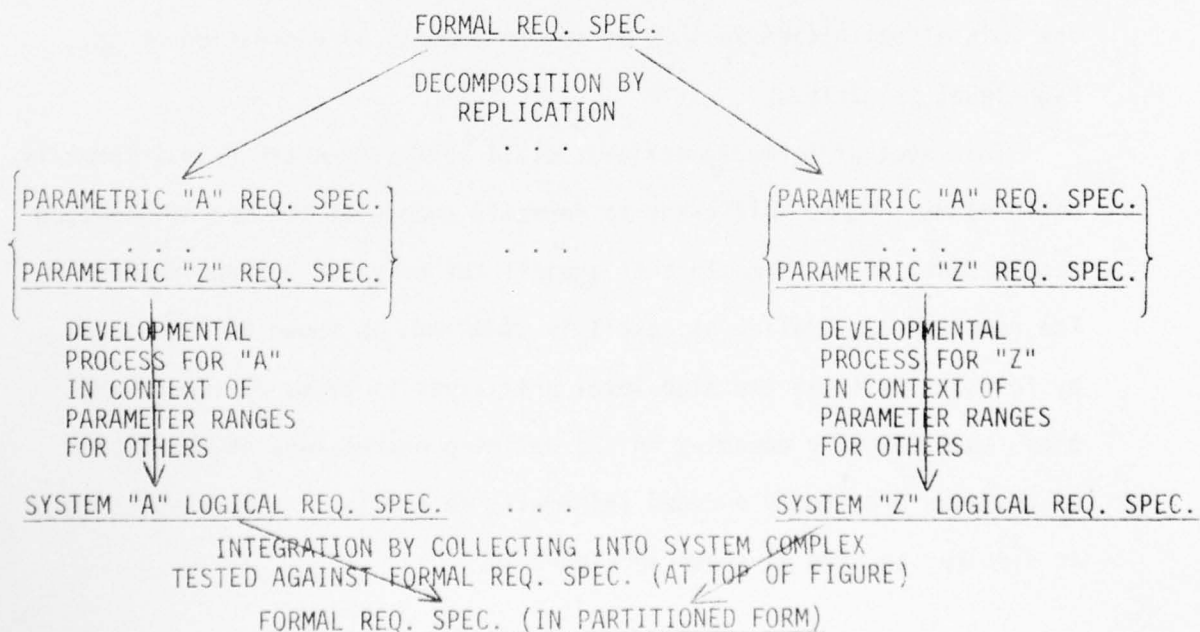 FORMAL REQ. SPEC.
DECOMPOSITION BY
REPLICATION
. . .
PARAMETRIC "A" REQ. SPEC.
. . .
PARAMETRIC "Z" REQ. SPEC.
. . .
PARAMETRIC "A" REQ. SPEC.
. . .
PARAMETRIC "Z" REQ. SPEC.
DEVELOPMENTAL
PROCESS FOR "A"
IN CONTEXT OF
PARAMETER RANGES
FOR OTHERS
DEVELOPMENTAL
PROCESS FOR "Z"
IN CONTEXT OF
PARAMETER RANGES
FOR OTHERS
SYSTEM "A" LOGICAL REQ. SPEC. . . . SYSTEM "Z" LOGICAL REQ. SPEC.
INTEGRATION BY COLLECTING INTO SYSTEM COMPLEX
TESTED AGAINST FORMAL REQ. SPEC. (AT TOP OF FIGURE)
FORMAL REQ. SPEC. (IN PARTITIONED FORM)